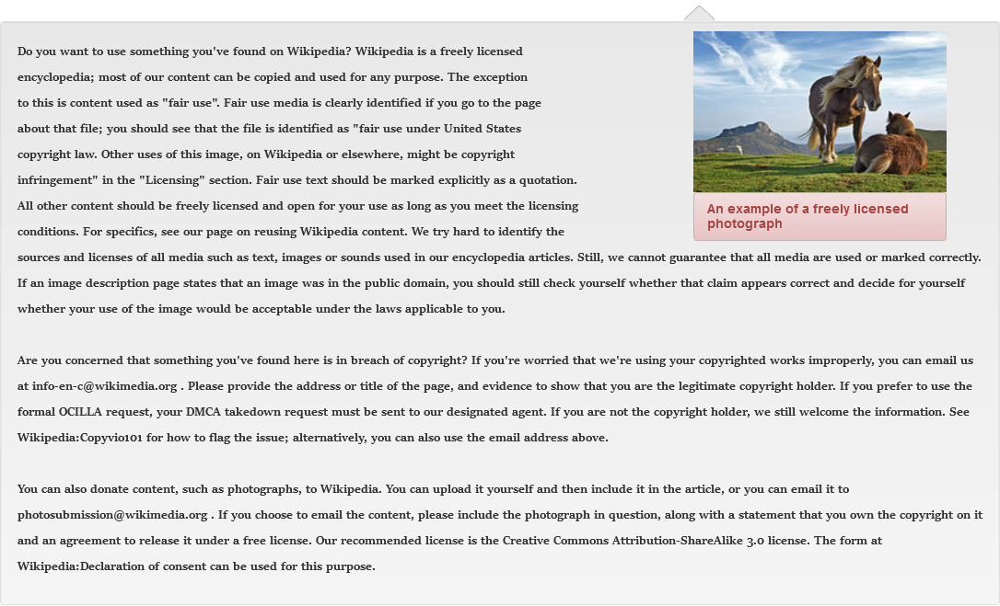 Do you want to use something you've found on Wikipedia? Wikipedia is a freely licensed
encyclopedia; most of our content can be copied and used for any purpose. The exception
to this is content used as "fair use". Fair use media is clearly identified if you go to the page
about that file; you should see that the file is identified as "fair use under United States
copyright law. Other uses of this image, on Wikipedia or elsewhere, might be copyright
infringement" in the "Licensing" section. Fair use text should be marked explicitly as a quotation.
All other content should be freely licensed and open for your use as long as you meet the licensing
conditions. For specifics, see our page on reusing Wikipedia content. We try hard to identify the
sources and licenses of all media such as text, images or sounds used in our encyclopedia articles. Still, we cannot guarantee that all media are used or marked correctly.
If an image description page states that an image was in the public domain, you should still check yourself whether that claim appears correct and decide for yourself
whether your use of the image would be acceptable under the laws applicable to you.
An example of a freely licensed
photograph
Are you concerned that something you've found here is in breach of copyright? If you're worried that we're using your copyrighted works improperly, you can email us
at info-en-c@wikimedia.org . Please provide the address or title of the page, and evidence to show that you are the legitimate copyright holder. If you prefer to use the
formal OCILLA request, your DMCA takedown request must be sent to our designated agent. If you are not the copyright holder, we still welcome the information. See
Wikipedia:Copyvio101 for how to flag the issue; alternatively, you can also use the email address above.
You can also donate content, such as photographs, to Wikipedia. You can upload it yourself and then include it in the article, or you can email it to
photosubmission@wikimedia.org . If you choose to email the content, please include the photograph in question, along with a statement that you own the copyright on it
and an agreement to release it under a free license. Our recommended license is the Creative Commons Attribution-ShareAlike 3.0 license. The form at
Wikipedia:Declaration of consent can be used for this purpose.